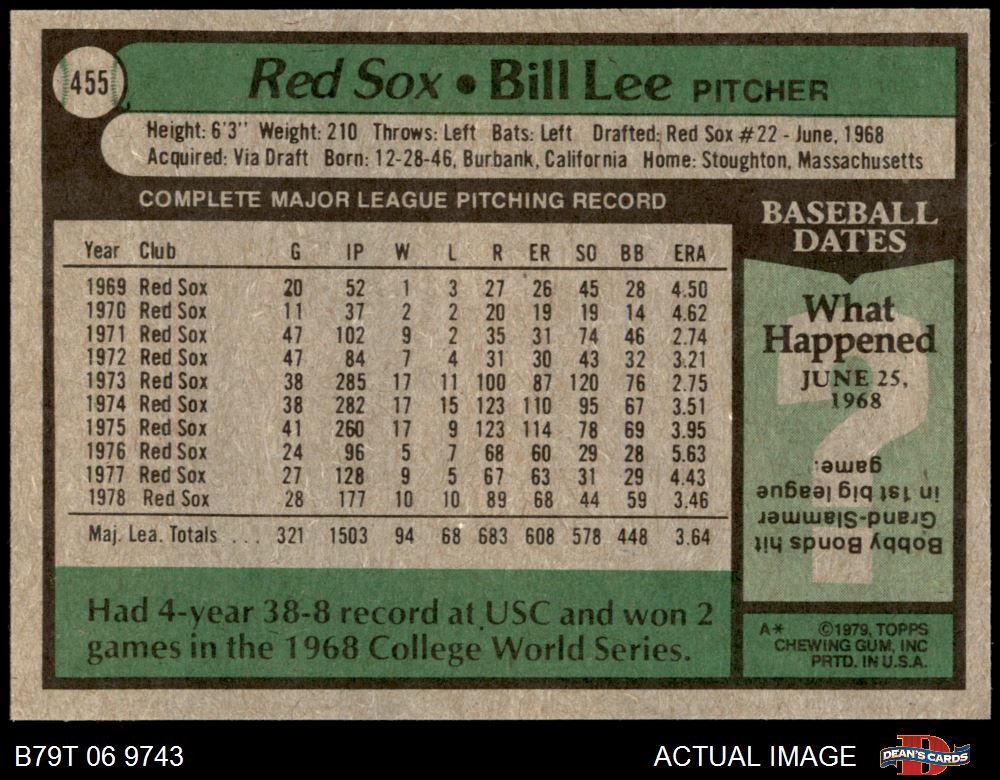 455
Red Sox • Bill Lee PITCHER
Height: 6'3" Weight: 210 Throws: Left Bats: Left Drafted: Red Sox #22 - June, 1968
Acquired: Via Draft Born: 12-28-46, Burbank, California Home: Stoughton, Massachusetts
COMPLETE MAJOR LEAGUE PITCHING RECORD
Year Club G IP W L R ER SO BB ERA
1969 Red Sox 20 52 1 3 27 26 45 28 4.50
1970 Red Sox 11 37 2 2 20 19 19 14 4.62
1971 Red Sox 47 102 9 2 35 31 74 46 2.74
1972 Red Sox 47 84 7 4 31 30 43 32 3.21
1973 Red Sox 38 285 17 11 100 87 120 76 2.75
1974 Red Sox 38 282 17 15 123 110 95 67 3.51
1975 Red Sox 41 260 17 9 123 114 78 69 3.95
1976 Red Sox 24 96 5 7 68 60 29 28 5.63
1977 Red Sox 27 128 9 5 67 63 31 29 4.43
1978 Red Sox 28 177 10 10 89 68 44 59 3.46
Maj. Lea. Totals . . . 321 1503 94 68 683 608 578 448 3.64
Had 4-year 38-8 record at USC and won 2
games in the 1968 College World Series.
BASEBALL
DATES
What
Happened
JUNE 25,
1968
?
Bobby Bonds hit
Grand-Slammer
in 1st big league
game.
A* ©1979, TOPPS
CHEWING GUM, INC
PRTD. IN U.S.A.
B79T 06 9743
ACTUAL IMAGE
DEAN'S CARDS